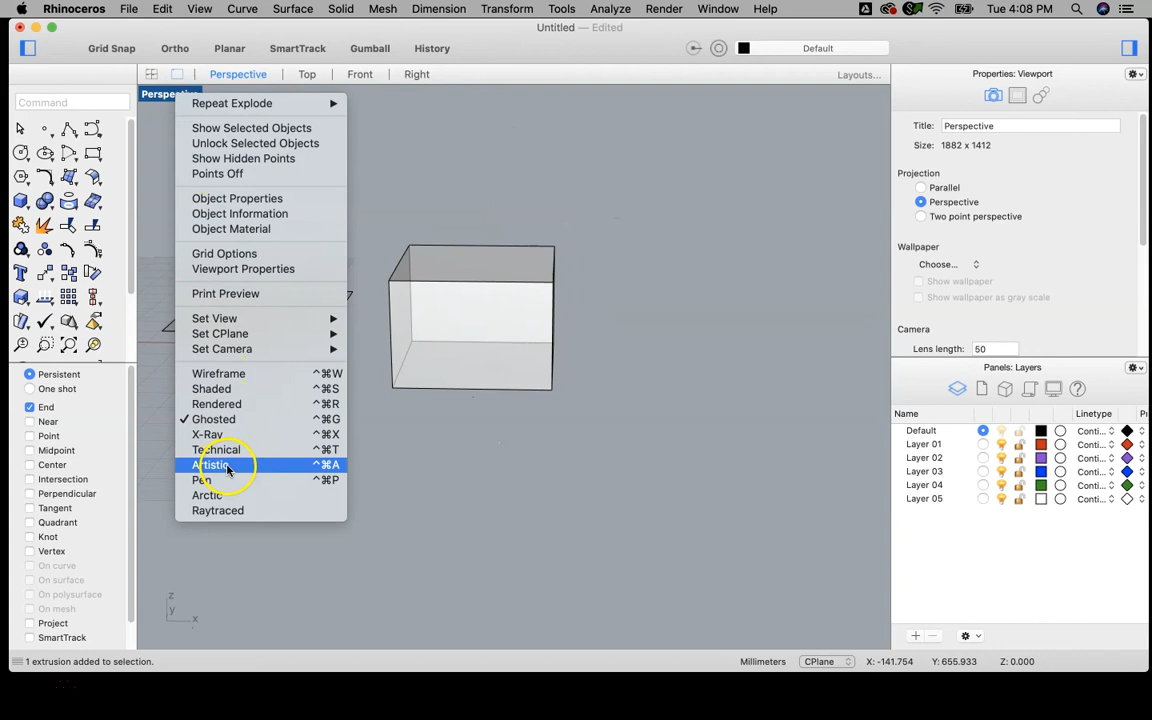 Rhinoceros File Edit View Curve Surface Solid Mesh Dimension Transform Tools Analyze Render Window Help Tue 4:08 PM
Untitled — Edited
Grid Snap Ortho Planar SmartTrack Gumball History Default
Perspective Top Front Right Layouts... Properties: Viewport
Perspective
Command
Repeat Explode
Show Selected Objects
Unlock Selected Objects
Show Hidden Points
Points Off
Object Properties
Object Information
Object Material
Grid Options
Viewport Properties
Print Preview
Set View
Set CPlane
Set Camera
Wireframe ^⌘W
Shaded ^⌘S
Rendered ^⌘R
✓ Ghosted ^⌘G
X-Ray ^⌘X
Technical ^⌘T
Artistic ^⌘A
Pen ^⌘P
Arctic
Raytraced
z
y
x
Persistent
One shot
End
Near
Point
Midpoint
Center
Intersection
Perpendicular
Tangent
Quadrant
Knot
Vertex
On curve
On surface
On polysurface
On mesh
Project
SmartTrack
Title: Perspective
Size: 1882 x 1412
Projection
Parallel
Perspective
Two point perspective
Wallpaper
Choose...
Show wallpaper
Show wallpaper as gray scale
Camera
Lens length: 50
Panels: Layers
Name Linetype
Default Conti...
Layer 01 Conti...
Layer 02 Conti...
Layer 03 Conti...
Layer 04 Conti...
Layer 05 Conti...
1 extrusion added to selection. Millimeters CPlane X: -141.754 Y: 655.933 Z: 0.000